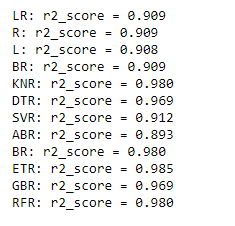 LR: r2_score = 0.909
R: r2_score = 0.909
L: r2_score = 0.908
BR: r2_score = 0.909
KNR: r2_score = 0.980
DTR: r2_score = 0.969
SVR: r2_score = 0.912
ABR: r2_score = 0.893
BR: r2_score = 0.980
ETR: r2_score = 0.985
GBR: r2_score = 0.969
RFR: r2_score = 0.980